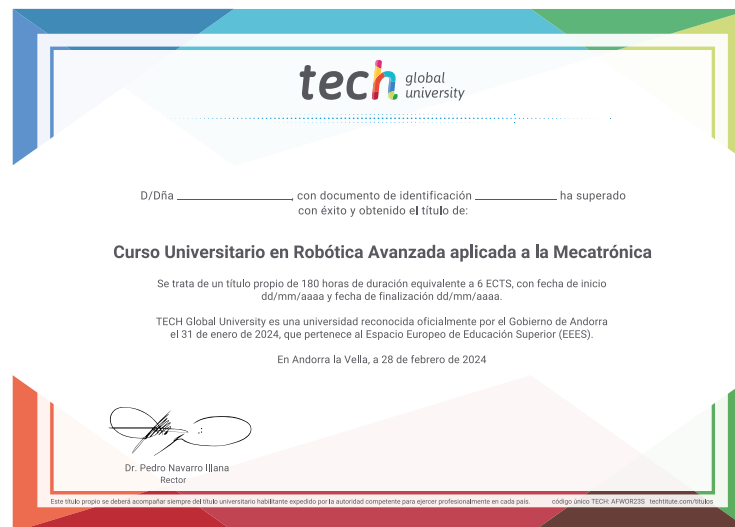 tech global university
D/Dña ____________________, con documento de identificación ______________ ha superado
con éxito y obtenido el título de:
Curso Universitario en Robótica Avanzada aplicada a la Mecatrónica
Se trata de un título propio de 180 horas de duración equivalente a 6 ECTS, con fecha de inicio
dd/mm/aaaa y fecha de finalización dd/mm/aaaa.
TECH Global University es una universidad reconocida oficialmente por el Gobierno de Andorra
el 31 de enero de 2024, que pertenece al Espacio Europeo de Educación Superior (EEES).
En Andorra la Vella, a 28 de febrero de 2024
Dr. Pedro Navarro Illana
Rector
Este título propio se deberá acompañar siempre del título universitario habilitante expedido por la autoridad competente para ejercer profesionalmente en cada país. código único TECH: AFWOR23S techtitute.com/titulos